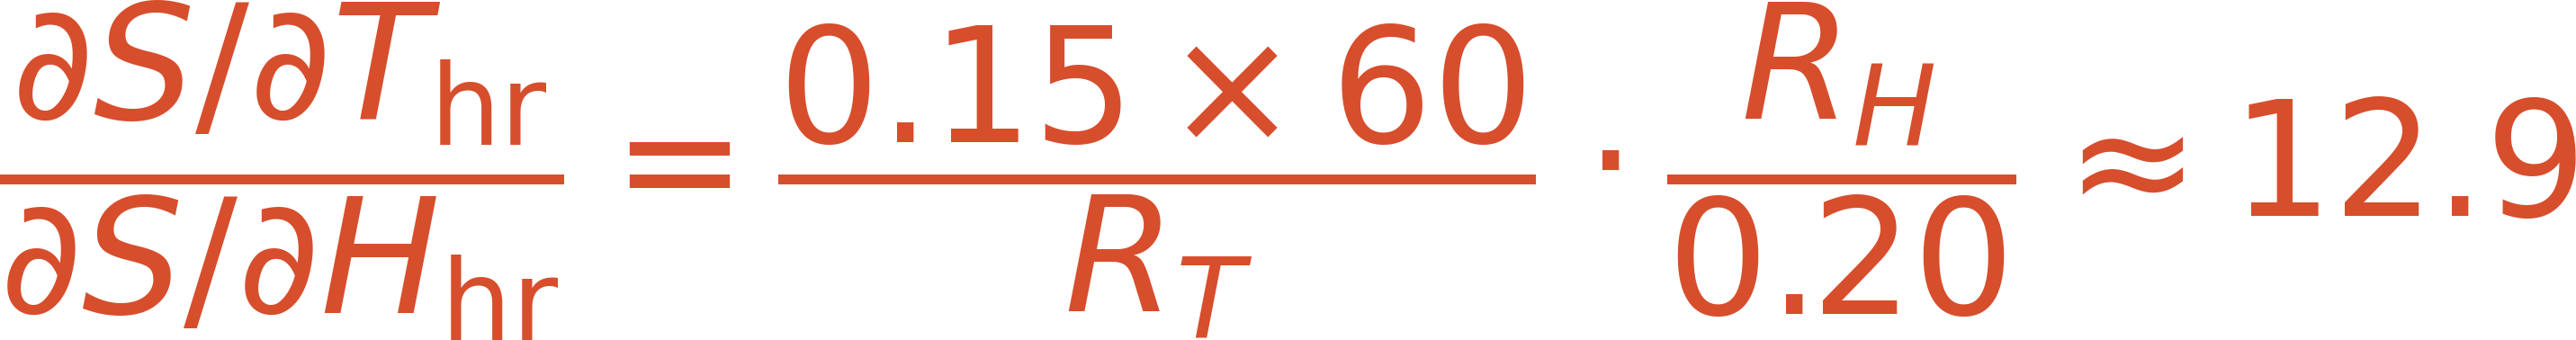 ∂S/∂T_hr / ∂S/∂H_hr = 0.15 × 60 / R_T · R_H / 0.20 ≈ 12.9